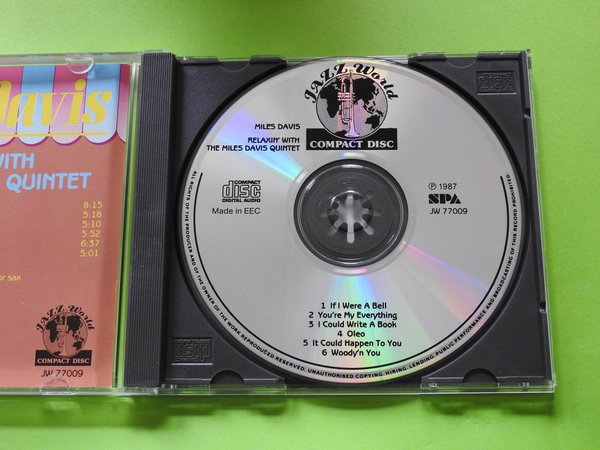 Davis
WITH
QUINTET
8:15
5:18
5:10
5:52
6:37
5:01
or sax
JAZZ World
COMPACT DISC
JW 77009
JAZZ World
COMPACT DISC
MILES DAVIS
RELAXIN' WITH
THE MILES DAVIS QUINTET
COMPACT
disc
DIGITAL AUDIO
Made in EEC
℗ 1987
SPA
JW 77009
1 If I Were A Bell
2 You're My Everything
3 I Could Write A Book
4 Oleo
5 It Could Happen To You
6 Woody'n You
ALL RIGHTS OF THE PRODUCER AND OF THE OWNER OF THE WORK REPRODUCED RESERVED. UNAUTHORISED COPYING, HIRING, LENDING, PUBLIC PERFORMANCE AND BROADCASTING OF THIS RECORD PROHIBITED.